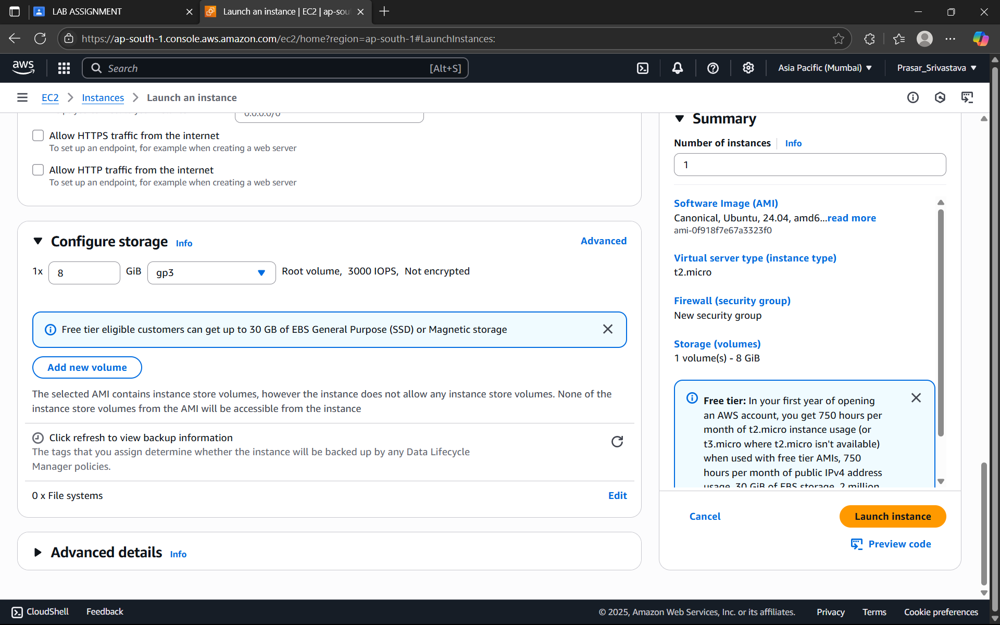 LAB ASSIGNMENT
Launch an instance | EC2 | ap-sou
https://ap-south-1.console.aws.amazon.com/ec2/home?region=ap-south-1#LaunchInstances:
aws
Search
[Alt+S]
Asia Pacific (Mumbai)
Prasar_Srivastava
EC2
Instances
Launch an instance
0.0.0.0/0
Allow HTTPS traffic from the internet
To set up an endpoint, for example when creating a web server
Allow HTTP traffic from the internet
To set up an endpoint, for example when creating a web server
Configure storage Info
Advanced
1x 8 GiB gp3 Root volume, 3000 IOPS, Not encrypted
Free tier eligible customers can get up to 30 GB of EBS General Purpose (SSD) or Magnetic storage
Add new volume
The selected AMI contains instance store volumes, however the instance does not allow any instance store volumes. None of the
instance store volumes from the AMI will be accessible from the instance
Click refresh to view backup information
The tags that you assign determine whether the instance will be backed up by any Data Lifecycle
Manager policies.
0 x File systems
Edit
Advanced details Info
Summary
Number of instances Info
1
Software Image (AMI)
Canonical, Ubuntu, 24.04, amd6...read more
ami-0f918f7e67a3323f0
Virtual server type (instance type)
t2.micro
Firewall (security group)
New security group
Storage (volumes)
1 volume(s) - 8 GiB
Free tier: In your first year of opening
an AWS account, you get 750 hours per
month of t2.micro instance usage (or
t3.micro where t2.micro isn't available)
when used with free tier AMIs, 750
hours per month of public IPv4 address
usage, 30 GiB of EBS storage, 2 million
Cancel
Launch instance
Preview code
CloudShell
Feedback
© 2025, Amazon Web Services, Inc. or its affiliates.
Privacy
Terms
Cookie preferences